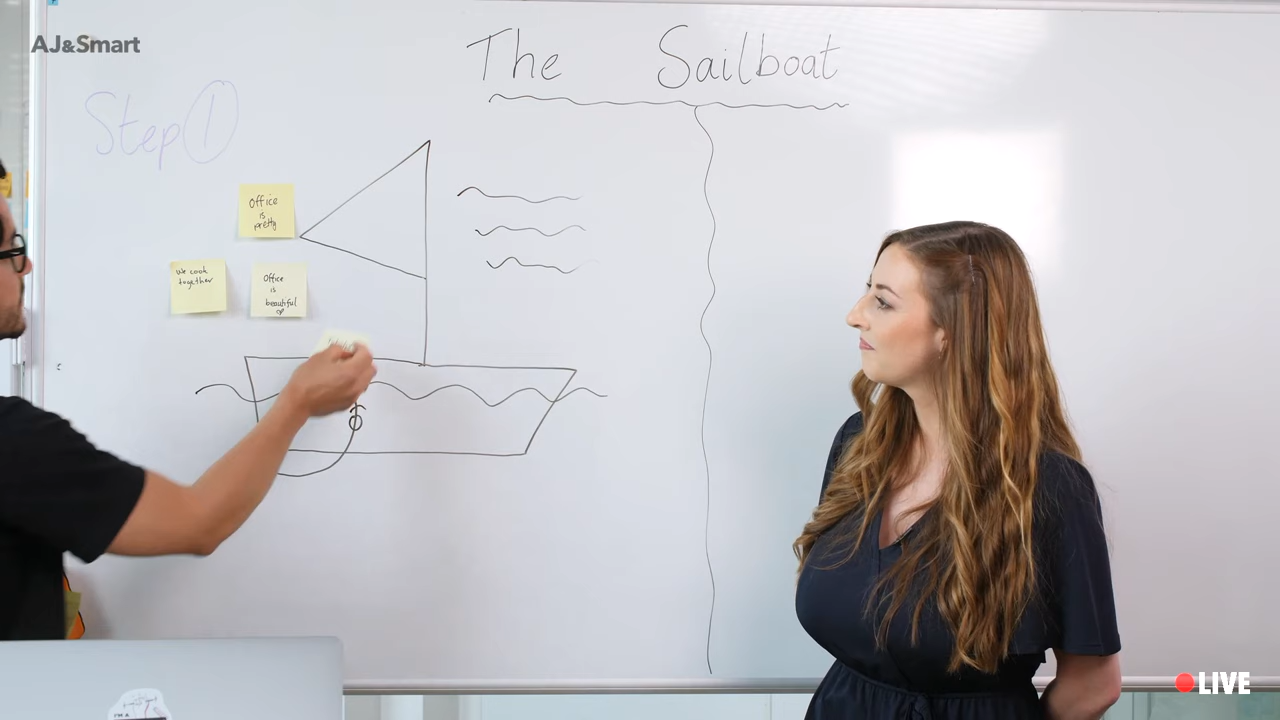 AJ&Smart
The Sailboat
Step 1
Office
is
pretty
we cook
together
Office
is
beautiful
I'M A
LIVE